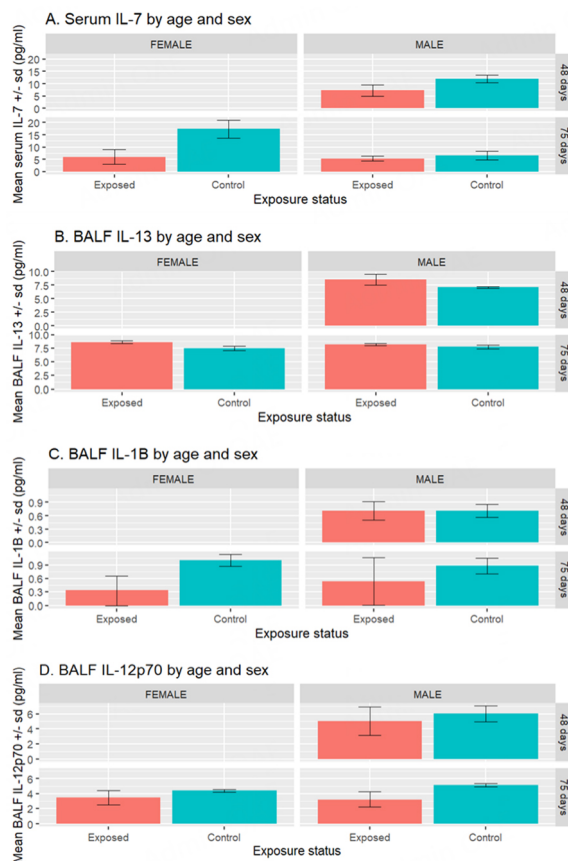 A. Serum IL-7 by age and sex
FEMALE
MALE
Mean serum IL-7 +/- sd (pg/ml)
20
15
10
5
0
48 days
20
15
10
5
0
75 days
Exposed
Control
Exposed
Control
Exposure status
B. BALF IL-13 by age and sex
FEMALE
MALE
Mean BALF IL-13 +/- sd (pg/ml)
10.0
7.5
5.0
2.5
0.0
48 days
10.0
7.5
5.0
2.5
0.0
75 days
Exposed
Control
Exposed
Control
Exposure status
C. BALF IL-1B by age and sex
FEMALE
MALE
Mean BALF IL-1B +/- sd (pg/ml)
0.9
0.6
0.3
0.0
48 days
0.9
0.6
0.3
0.0
75 days
Exposed
Control
Exposed
Control
Exposure status
D. BALF IL-12p70 by age and sex
FEMALE
MALE
Mean BALF IL-12p70 +/- sd (pg/ml)
6
4
2
0
48 days
6
4
2
0
75 days
Exposed
Control
Exposed
Control
Exposure status